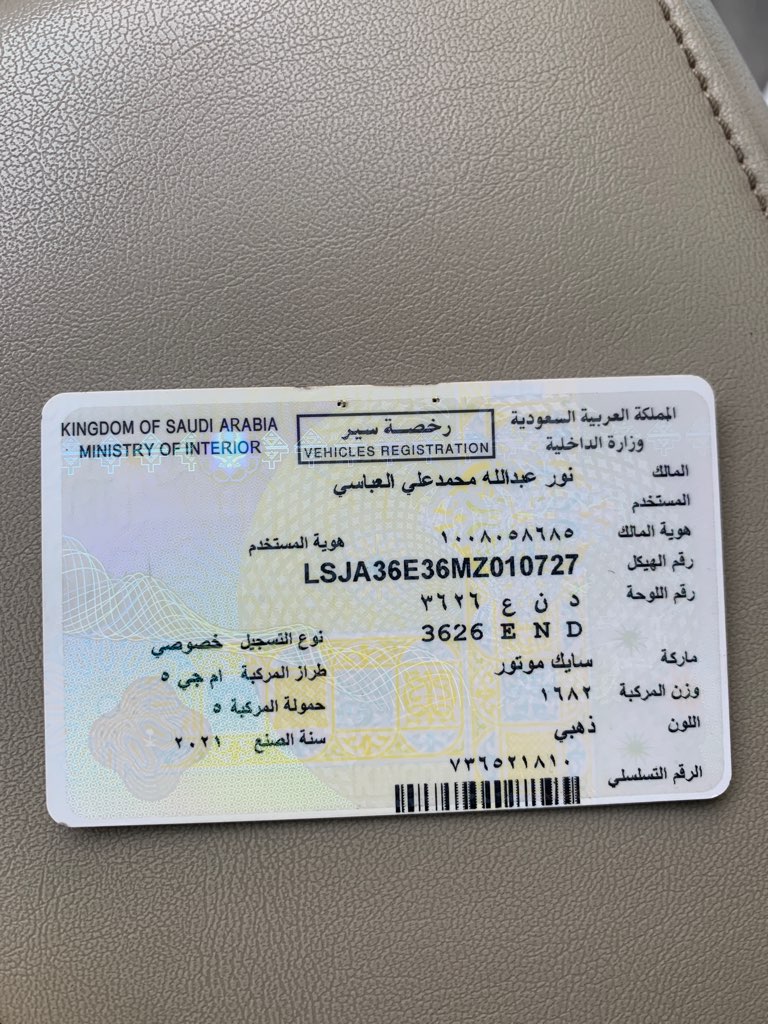 KINGDOM OF SAUDI ARABIA
MINISTRY OF INTERIOR
رخصة سير
VEHICLES REGISTRATION
المملكة العربية السعودية
وزارة الداخلية
المالك نور عبدالله محمدعلي العباسي
المستخدم
هوية المالك ١٠٠٨٠٥٨٦٨٥ هوية المستخدم
رقم الهيكل LSJA36E36MZ010727
رقم اللوحة د ن ع ٣٦٢٦
3626 E N D
نوع التسجيل خصوصي
ماركة سايك موتور طراز المركبة ام جي ٥
وزن المركبة ١٦٨٢ حمولة المركبة ٥
اللون ذهبي سنة الصنع ٢٠٢١
الرقم التسلسلي ٧٣٦٥٢١٨١٠